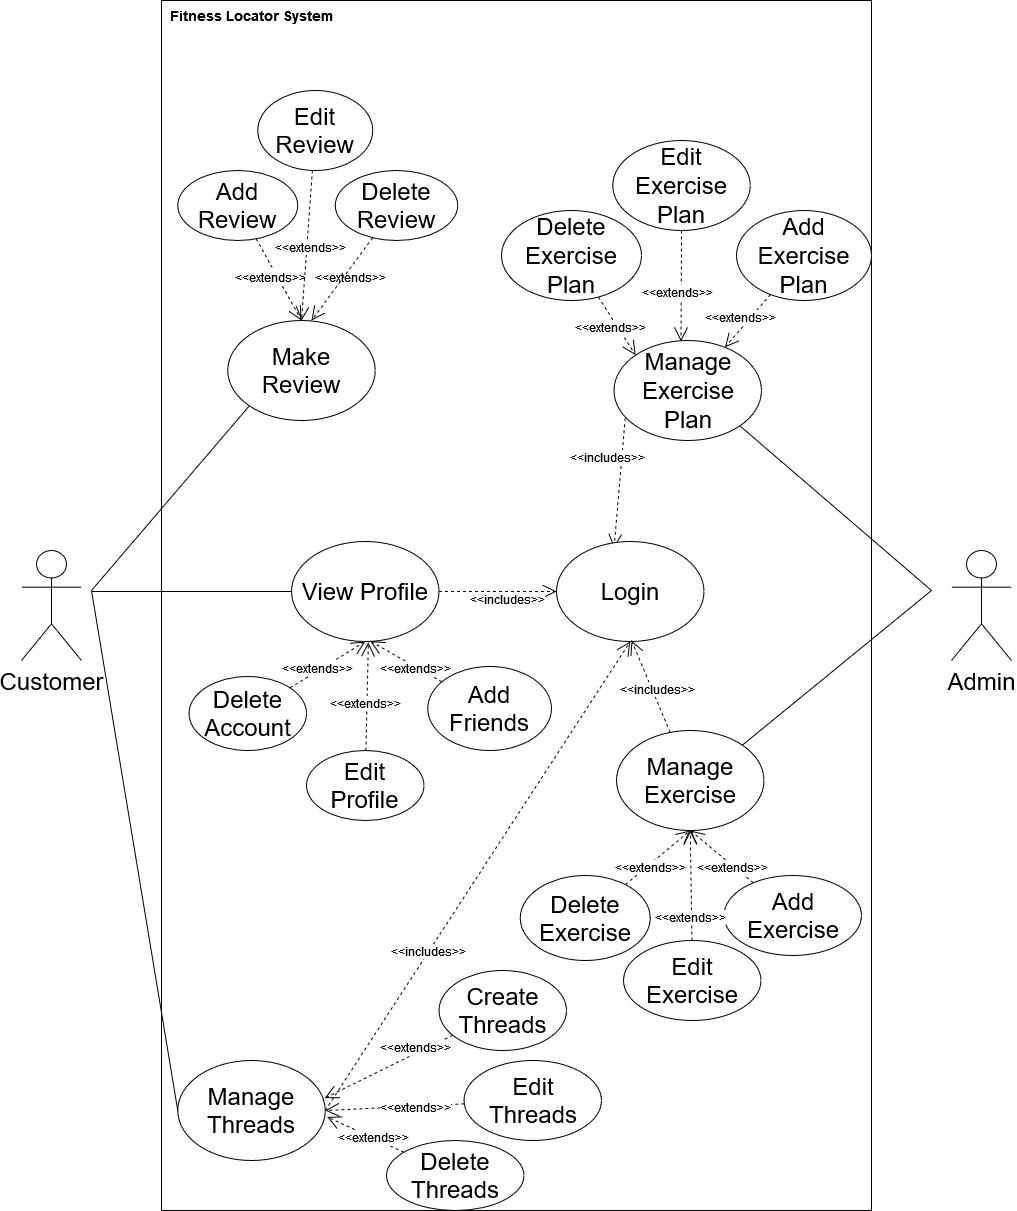 Fitness Locator System
Edit
Review
Add
Review
Delete
Review
<<extends>>
<<extends>>
<<extends>>
Make
Review
Edit
Exercise
Plan
Delete
Exercise
Plan
Add
Exercise
Plan
<<extends>>
<<extends>>
<<extends>>
Manage
Exercise
Plan
<<includes>>
Customer
View Profile
<<includes>>
Login
Admin
<<extends>>
<<extends>>
<<extends>>
Delete
Account
Add
Friends
Edit
Profile
<<includes>>
Manage
Exercise
<<extends>>
<<extends>>
<<extends>>
Delete
Exercise
Add
Exercise
Edit
Exercise
<<includes>>
Create
Threads
<<extends>>
Manage
Threads
Edit
Threads
<<extends>>
<<extends>>
Delete
Threads